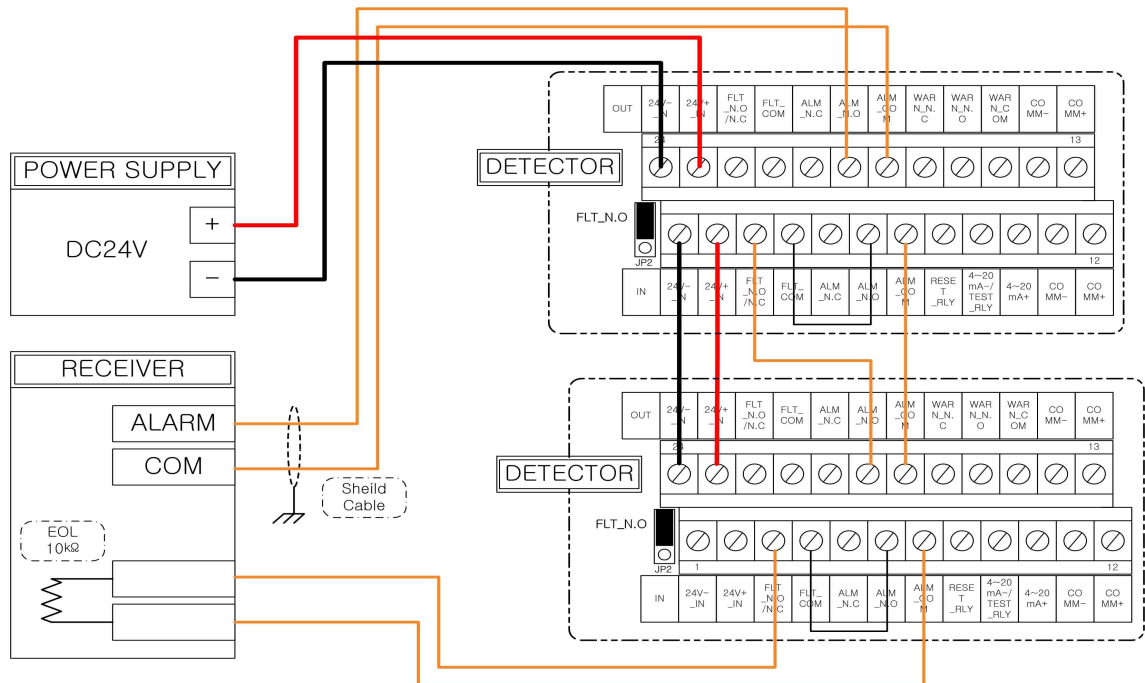 OUT
24V-
_IN
24V+
_IN
FLT
_N.O
/N.C
FLT_
COM
ALM
_N.C
ALM
_N.O
ALM
_CO
M
WAR
N_N.
C
WAR
N_N.
O
WAR
N_C
OM
CO
MM-
CO
MM+
24
13
DETECTOR
FLT_N.O
JP2
12
IN
24V-
_IN
24V+
_IN
FLT
_N.O
/N.C
FLT_
COM
ALM
_N.C
ALM
_N.O
ALM
_CO
M
RESE
T
_RLY
4~20
mA-/
TEST
_RLY
4~20
mA+
CO
MM-
CO
MM+
POWER SUPPLY
+
DC24V
−
RECEIVER
ALARM
COM
Sheild
Cable
EOL
10kΩ
OUT
24V-
_IN
24V+
_IN
FLT
_N.O
/N.C
FLT_
COM
ALM
_N.C
ALM
_N.O
ALM
_CO
M
WAR
N_N.
C
WAR
N_N.
O
WAR
N_C
OM
CO
MM-
CO
MM+
24
13
DETECTOR
FLT_N.O
JP2
1
12
IN
24V-
_IN
24V+
_IN
FLT
_N.O
/N.C
FLT_
COM
ALM
_N.C
ALM
_N.O
ALM
_CO
M
RESE
T
_RLY
4~20
mA-/
TEST
_RLY
4~20
mA+
CO
MM-
CO
MM+